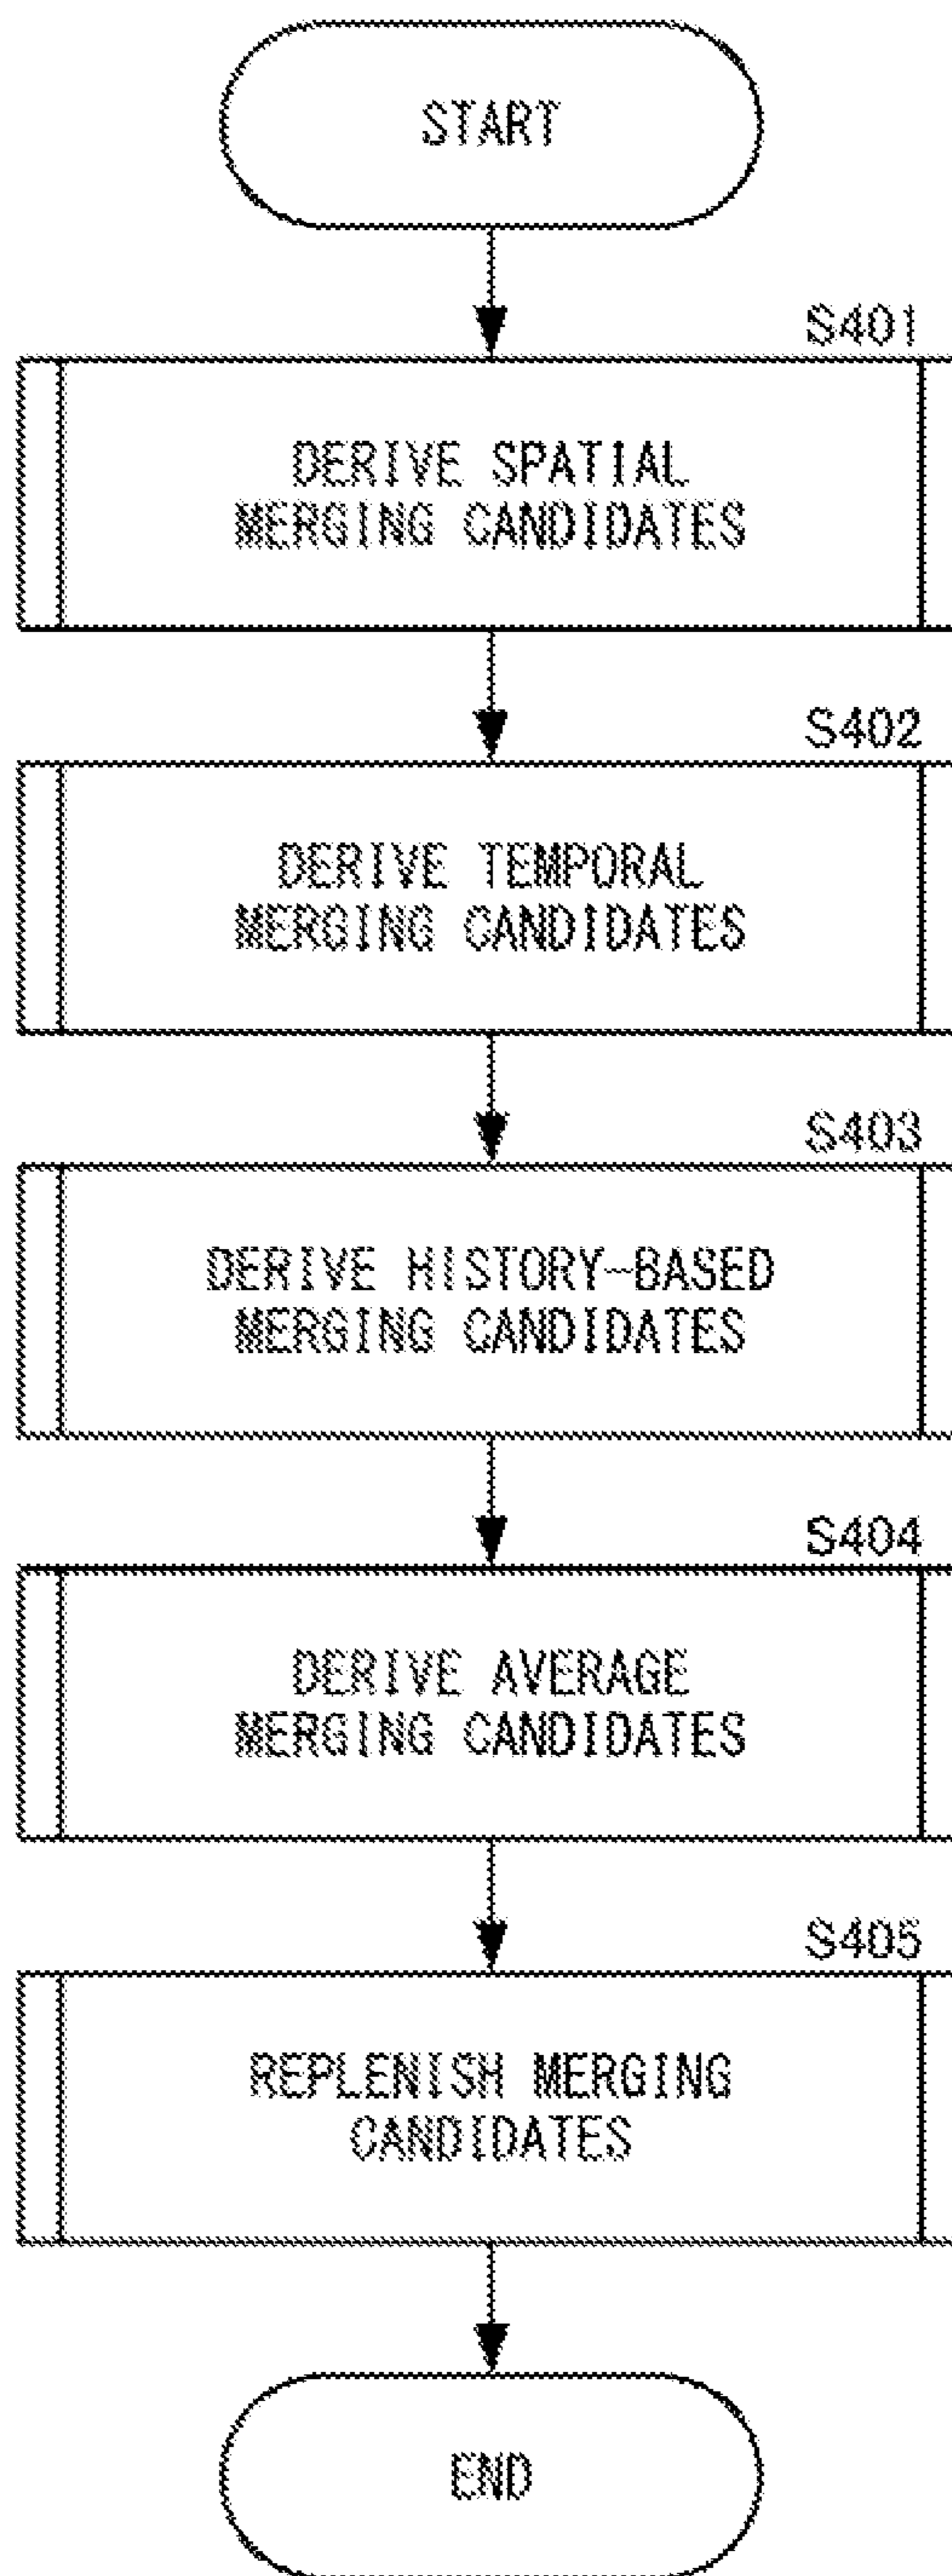 START
S401
DERIVE SPATIAL
MERGING CANDIDATES
S402
DERIVE TEMPORAL
MERGING CANDIDATES
S403
DERIVE HISTORY-BASED
MERGING CANDIDATES
S404
DERIVE AVERAGE
MERGING CANDIDATES
S405
REPLENISH MERGING
CANDIDATES
END